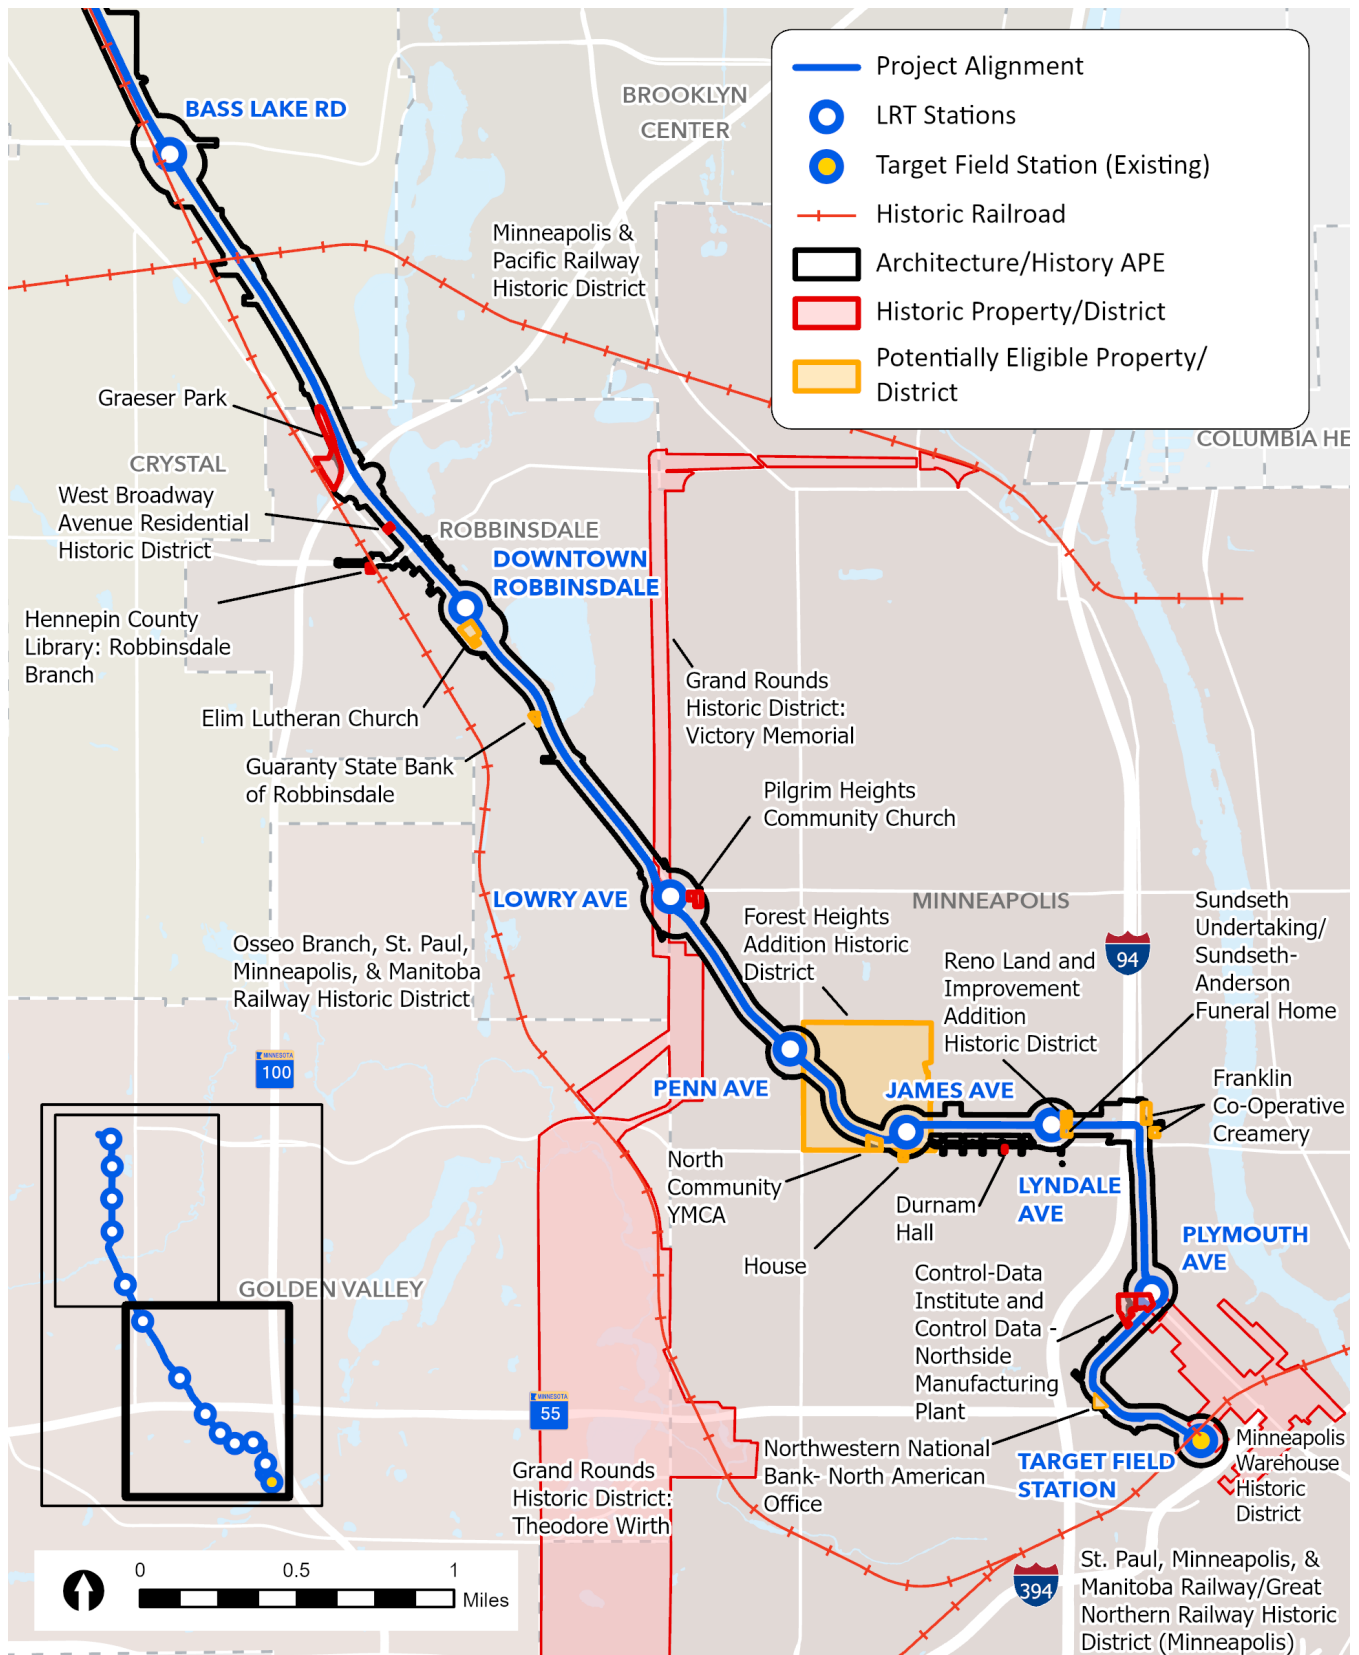 BASS LAKE RD
BROOKLYN
CENTER
Project Alignment
LRT Stations
Target Field Station (Existing)
Historic Railroad
Architecture/History APE
Historic Property/District
Potentially Eligible Property/
District
Minneapolis &
Pacific Railway
Historic District
Graeser Park
CRYSTAL
COLUMBIA HE
West Broadway
Avenue Residential
Historic District
ROBBINSDALE
DOWNTOWN
ROBBINSDALE
Hennepin County
Library: Robbinsdale
Branch
Elim Lutheran Church
Grand Rounds
Historic District:
Victory Memorial
Guaranty State Bank
of Robbinsdale
Pilgrim Heights
Community Church
LOWRY AVE
MINNEAPOLIS
Forest Heights
Addition Historic
District
Sundseth
Undertaking/
Sundseth-
Anderson
Funeral Home
Osseo Branch, St. Paul,
Minneapolis, & Manitoba
Railway Historic District
Reno Land and
Improvement
Addition
Historic District
94
MINNESOTA
100
PENN AVE
JAMES AVE
Franklin
Co-Operative
Creamery
North
Community
YMCA
Durnam
Hall
LYNDALE
AVE
House
PLYMOUTH
AVE
GOLDEN VALLEY
Control-Data
Institute and
Control Data -
Northside
Manufacturing
Plant
MINNESOTA
55
Northwestern National
Bank- North American
Office
TARGET FIELD
STATION
Minneapolis
Warehouse
Historic
District
Grand Rounds
Historic District:
Theodore Wirth
394
St. Paul, Minneapolis, &
Manitoba Railway/Great
Northern Railway Historic
District (Minneapolis)
0 0.5 1
Miles